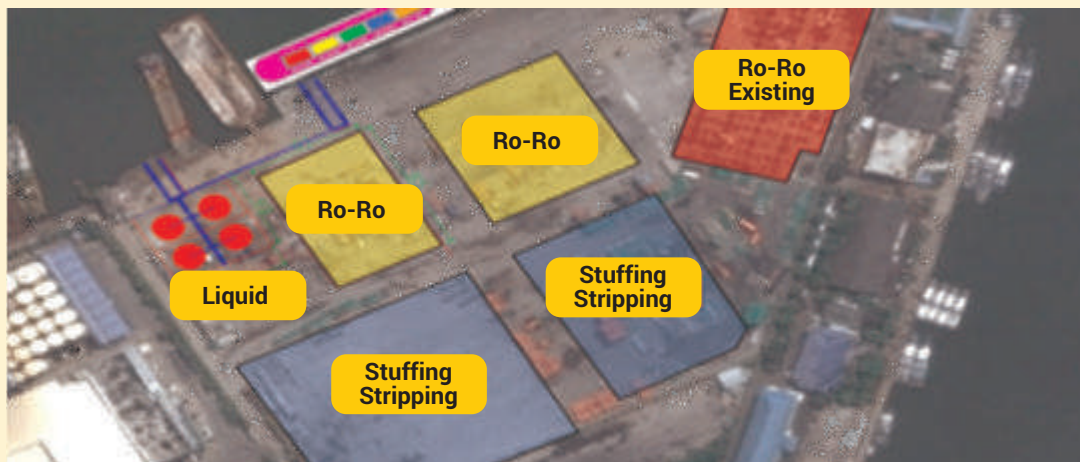 Ro-Ro
Existing
Ro-Ro
Ro-Ro
Stuffing
Stripping
Liquid
Stuffing
Stripping